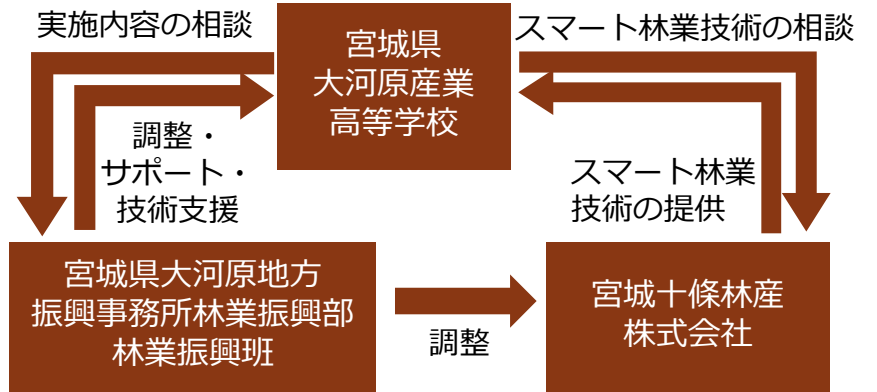 実施内容の相談
宮城県
大河原産業
高等学校
スマート林業技術の相談
調整・
サポート・
技術支援
スマート林業
技術の提供
宮城県大河原地方
振興事務所林業振興部
林業振興班
調整
宮城十條林産
株式会社